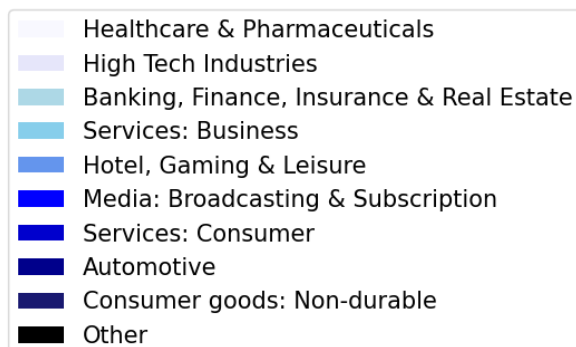 Healthcare & Pharmaceuticals
High Tech Industries
Banking, Finance, Insurance & Real Estate
Services: Business
Hotel, Gaming & Leisure
Media: Broadcasting & Subscription
Services: Consumer
Automotive
Consumer goods: Non-durable
Other